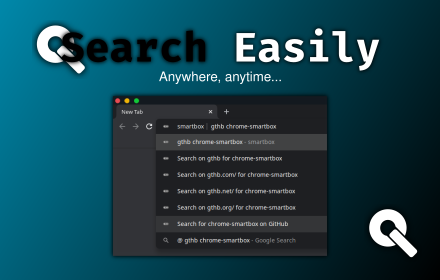 Search Easily
Anywhere, anytime...
New Tab
smartbox gthb chrome-smartbox
gthb chrome-smartbox - smartbox
Search on gthb for chrome-smartbox
Search on gthb.com/ for chrome-smartbox
Search on gthb.net/ for chrome-smartbox
Search on gthb.org/ for chrome-smartbox
Search for chrome-smartbox on GitHub
@ gthb chrome-smartbox - Google Search